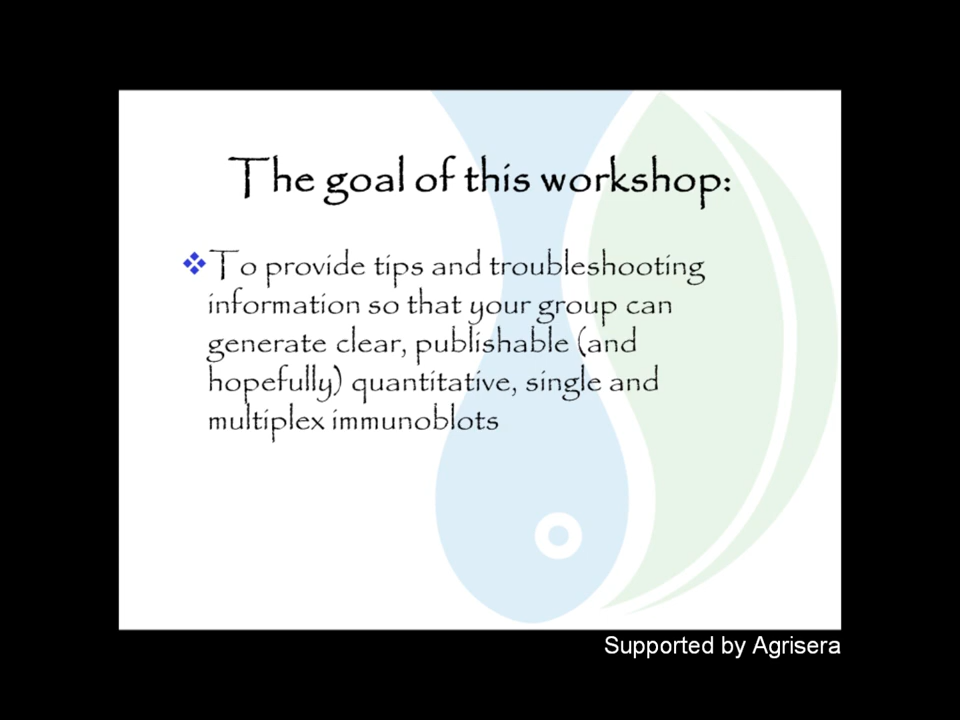 The goal of this workshop:
To provide tips and troubleshooting
information so that your group can
generate clear, publishable (and
hopefully) quantitative, single and
multiplex immunoblots
Supported by Agrisera